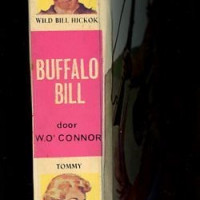 WILD BILL HICKOK
BUFFALO
BILL
door
W.O' CONNOR
TOMMY